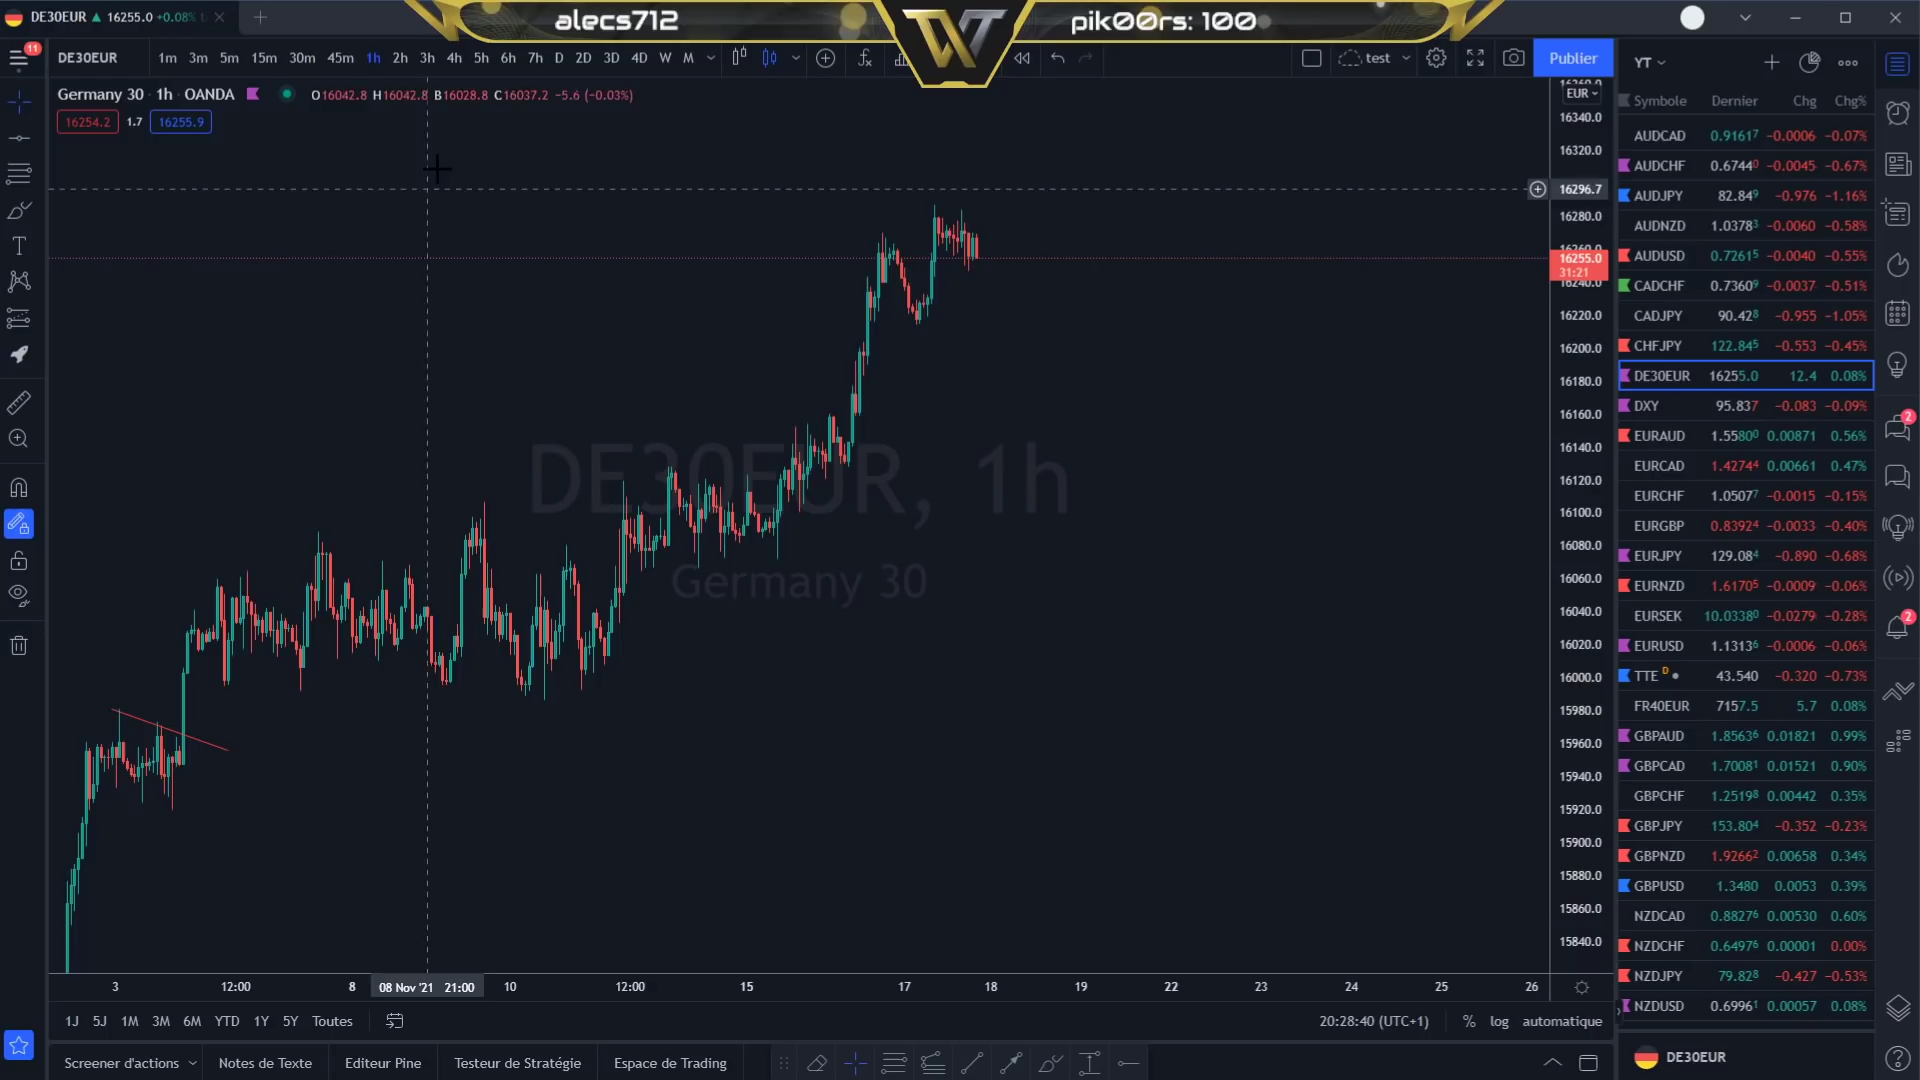 DE30EUR ▲ 16255.0 +0.08%
alecs712
pik00rs: 100
11
DE30EUR 1m 3m 5m 15m 30m 45m 1h 2h 3h 4h 5h 6h 7h D 2D 3D 4D W M
test
Publier
YT
Germany 30 · 1h · OANDA O16042.8 H16042.8 B16028.8 C16037.2 −5.6 (−0.03%)
16254.2 1.7 16255.9
EUR
16340.0
16320.0
16296.7
16280.0
16255.0
31:21
16240.0
16220.0
16200.0
16180.0
16160.0
16140.0
16120.0
16100.0
16080.0
16060.0
16040.0
16020.0
16000.0
15980.0
15960.0
15940.0
15920.0
15900.0
15880.0
15860.0
15840.0
DE30EUR, 1h
Germany 30
3 12:00 8 08 Nov '21 21:00 10 12:00 15 17 18 19 22 23 24 25 26
1J 5J 1M 3M 6M YTD 1Y 5Y Toutes
20:28:40 (UTC+1) % log automatique
Screener d'actions Notes de Texte Editeur Pine Testeur de Stratégie Espace de Trading
Symbole Dernier Chg Chg%
AUDCAD 0.91617 −0.0006 −0.07%
AUDCHF 0.67440 −0.0045 −0.67%
AUDJPY 82.849 −0.976 −1.16%
AUDNZD 1.03783 −0.0060 −0.58%
AUDUSD 0.72615 −0.0040 −0.55%
CADCHF 0.73609 −0.0037 −0.51%
CADJPY 90.428 −0.955 −1.05%
CHFJPY 122.845 −0.553 −0.45%
DE30EUR 16255.0 12.4 0.08%
DXY 95.837 −0.083 −0.09%
EURAUD 1.55800 0.00871 0.56%
EURCAD 1.42744 0.00661 0.47%
EURCHF 1.05077 −0.0015 −0.15%
EURGBP 0.83924 −0.0033 −0.40%
EURJPY 129.084 −0.890 −0.68%
EURNZD 1.61705 −0.0009 −0.06%
EURSEK 10.03380 −0.0279 −0.28%
EURUSD 1.13136 −0.0006 −0.06%
TTE D 43.540 −0.320 −0.73%
FR40EUR 7157.5 5.7 0.08%
GBPAUD 1.85636 0.01821 0.99%
GBPCAD 1.70081 0.01521 0.90%
GBPCHF 1.25198 0.00442 0.35%
GBPJPY 153.804 −0.352 −0.23%
GBPNZD 1.92662 0.00658 0.34%
GBPUSD 1.3480 0.0053 0.39%
NZDCAD 0.88276 0.00530 0.60%
NZDCHF 0.64976 0.00001 0.00%
NZDJPY 79.828 −0.427 −0.53%
NZDUSD 0.69961 0.00057 0.08%
DE30EUR
2
2